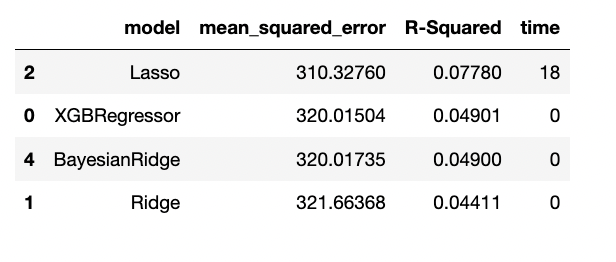 model mean_squared_error R-Squared time
2 Lasso 310.32760 0.07780 18
0 XGBRegressor 320.01504 0.04901 0
4 BayesianRidge 320.01735 0.04900 0
1 Ridge 321.66368 0.04411 0